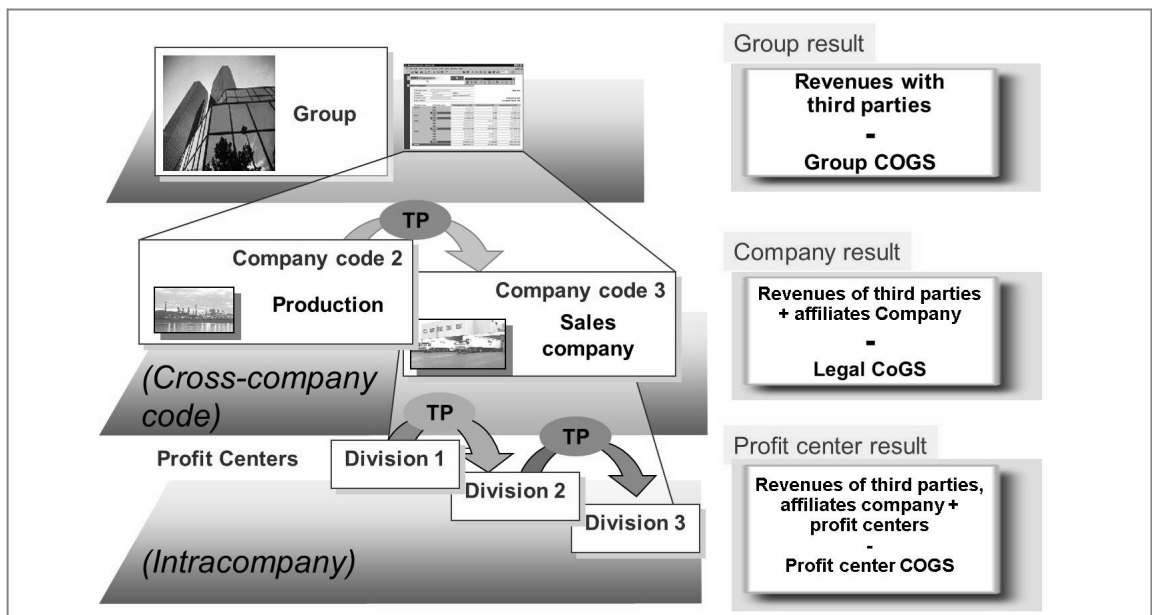 Group result
Revenues with
third parties
-
Group COGS
Group
TP
Company code 2
Production
Company code 3
Sales
company
(Cross-company
code)
Company result
Revenues of third parties
+ affiliates Company
-
Legal CoGS
TP
TP
Profit Centers
Division 1
Division 2
Division 3
(Intracompany)
Profit center result
Revenues of third parties,
affiliates company +
profit centers
-
Profit center COGS